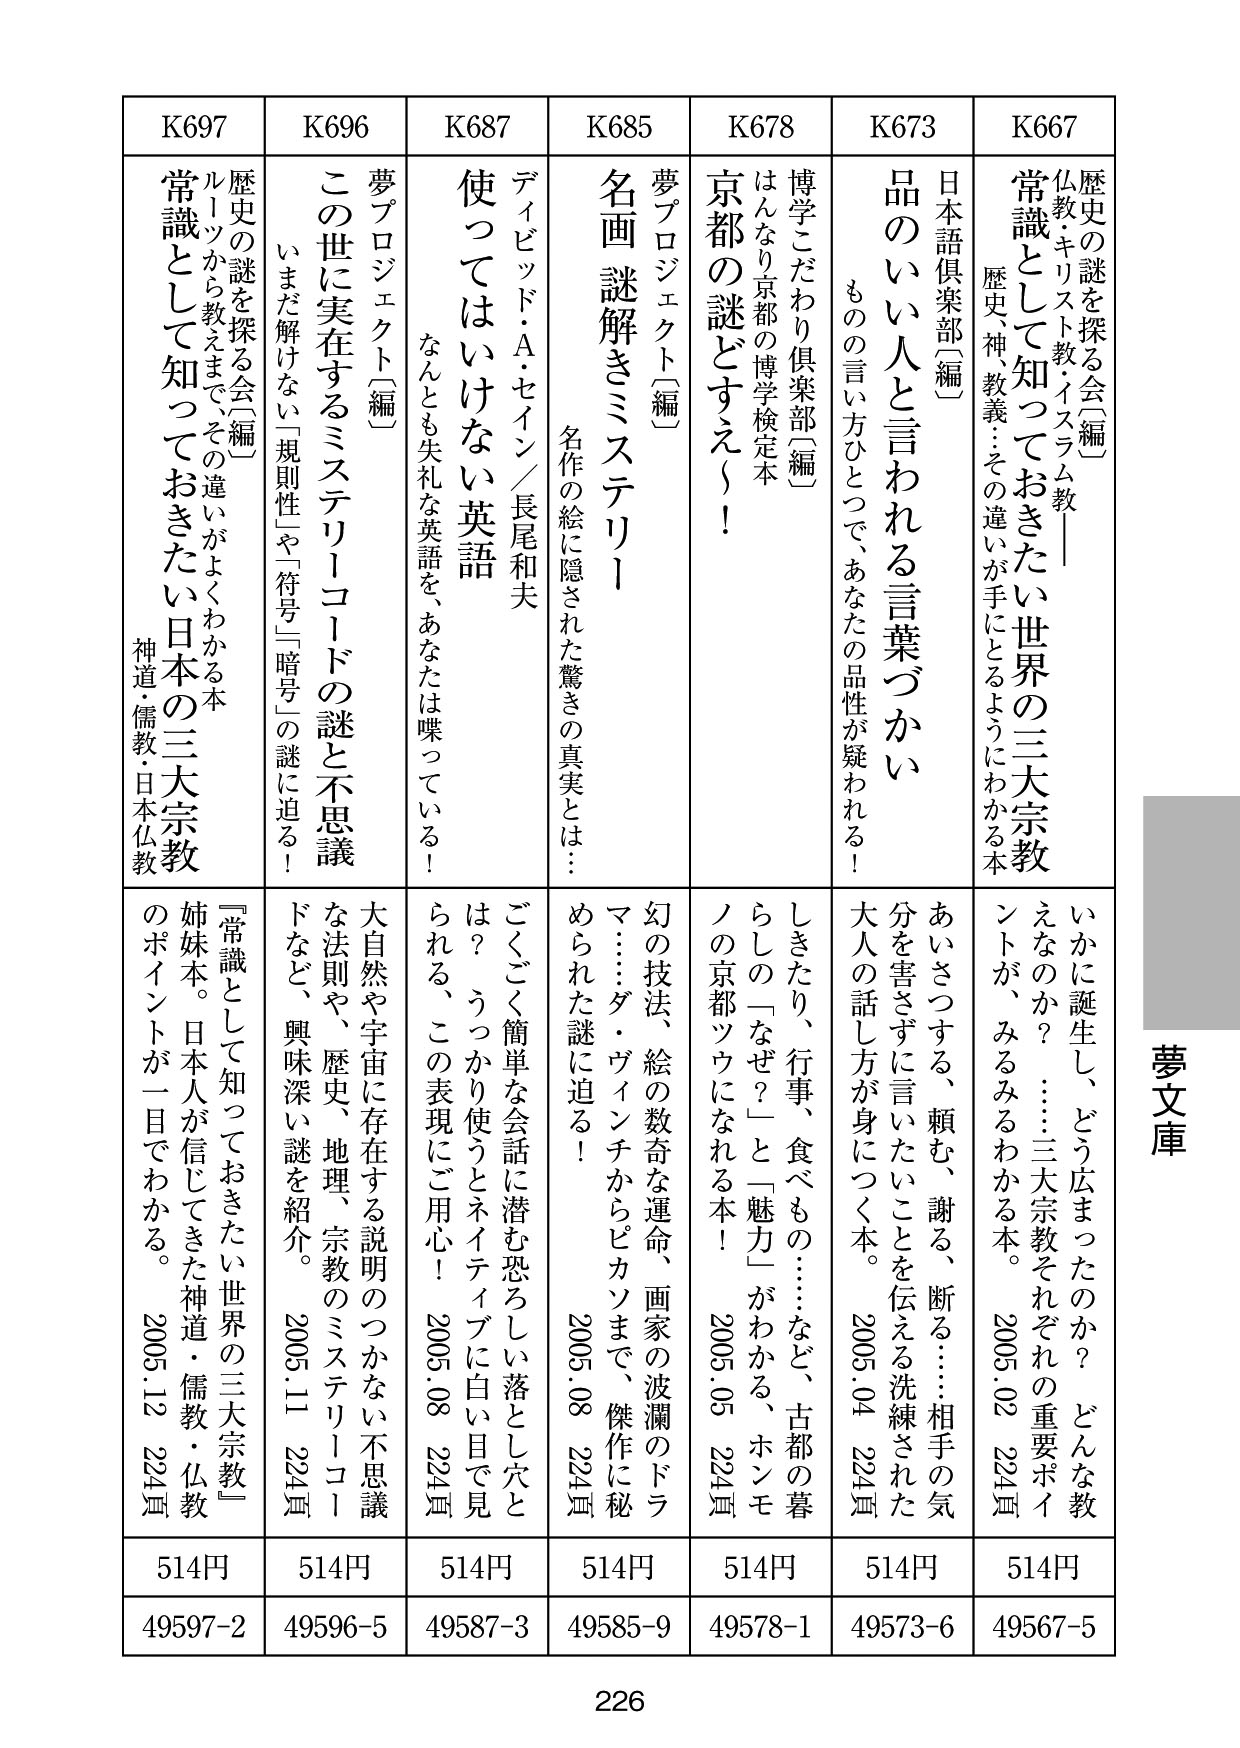 夢文庫
K667
歴史の謎を探る会〔編〕
仏教・キリスト教・イスラム教――
常識として知っておきたい世界の三大宗教
歴史、神、教義…その違いが手にとるようにわかる本
いかに誕生し、どう広まったのか？　どんな教
えなのか？　……三大宗教それぞれの重要ポイ
ントが、みるみるわかる本。　2005.02　224頁
514円
49567-5
K673
日本語倶楽部〔編〕
品のいい人と言われる言葉づかい
ものの言い方ひとつで、あなたの品性が疑われる！
あいさつする、頼む、謝る、断る……相手の気
分を害さずに言いたいことを伝える洗練された
大人の話し方が身につく本。　2005.04　224頁
514円
49573-6
K678
博学こだわり倶楽部〔編〕
はんなり京都の博学検定本
京都の謎どすえ～！
しきたり、行事、食べもの……など、古都の暮
らしの「なぜ？」と「魅力」がわかる、ホンモ
ノの京都ツウになれる本！　2005.05　224頁
514円
49578-1
K685
夢プロジェクト〔編〕
名画 謎解きミステリー
名作の絵に隠された驚きの真実とは…
幻の技法、絵の数奇な運命、画家の波瀾のドラ
マ……ダ・ヴィンチからピカソまで、傑作に秘
められた謎に迫る！　2005.08　224頁
514円
49585-9
K687
ディビッド・A・セイン／長尾和夫
使ってはいけない英語
なんとも失礼な英語を、あなたは喋っている！
ごくごく簡単な会話に潜む恐ろしい落とし穴と
は？　うっかり使うとネイティブに白い目で見
られる、この表現にご用心！　2005.08　224頁
514円
49587-3
K696
夢プロジェクト〔編〕
この世に実在するミステリーコードの謎と不思議
いまだ解けない「規則性」や「符号」「暗号」の謎に迫る！
大自然や宇宙に存在する説明のつかない不思議
な法則や、歴史、地理、宗教のミステリーコー
ドなど、興味深い謎を紹介。　2005.11　224頁
514円
49596-5
K697
歴史の謎を探る会〔編〕
ルーツから教えまで、その違いがよくわかる本
常識として知っておきたい日本の三大宗教
神道・儒教・日本仏教
『常識として知っておきたい世界の三大宗教』
姉妹本。日本人が信じてきた神道・儒教・仏教
のポイントが一目でわかる。　2005.12　224頁
514円
49597-2
226